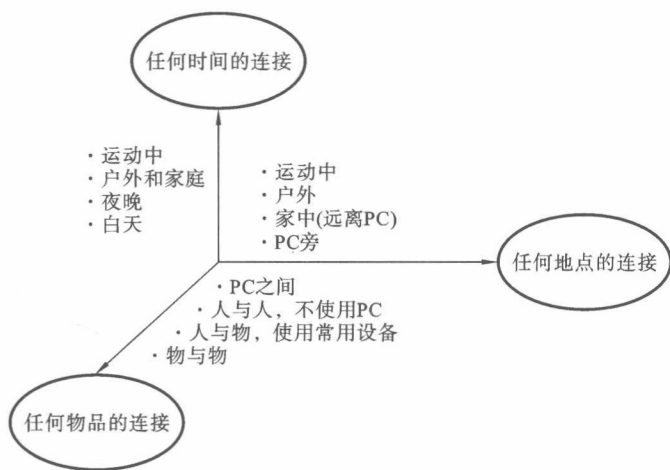 任何时间的连接
·运动中
·户外和家庭
·夜晚
·白天
·运动中
·户外
·家中(远离PC)
·PC旁
任何地点的连接
·PC之间
·人与人，不使用PC
·人与物，使用常用设备
·物与物
任何物品的连接